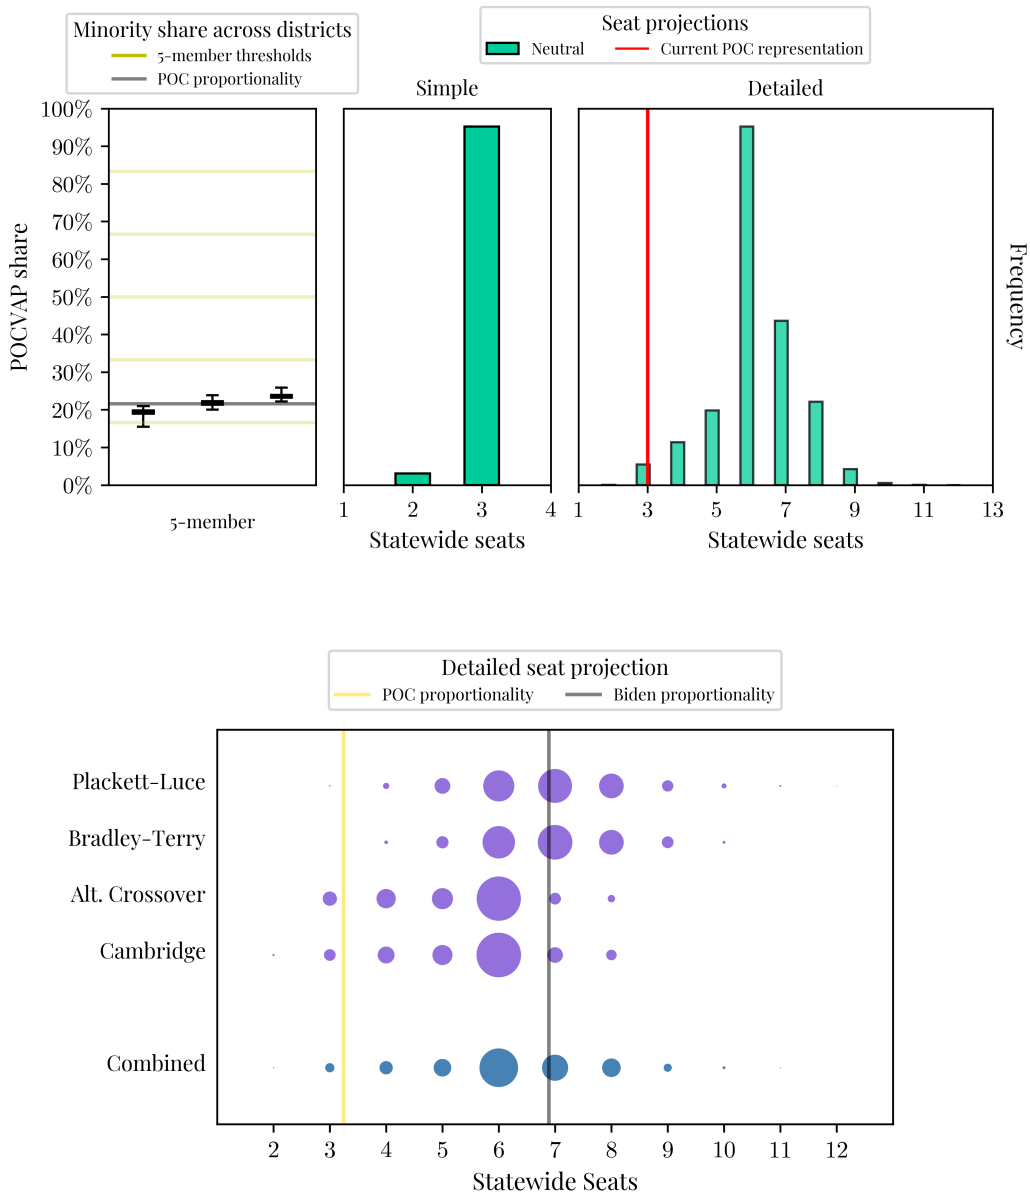 Minority share across districts
5-member thresholds
POC proportionality
Seat projections
Neutral
Current POC representation
Simple
Detailed
100%
90%
80%
70%
60%
50%
40%
30%
20%
10%
0%
POCVAP share
5-member
1 2 3 4
Statewide seats
1 3 5 7 9 11 13
Statewide seats
Frequency
Detailed seat projection
POC proportionality
Biden proportionality
Plackett-Luce
Bradley-Terry
Alt. Crossover
Cambridge
Combined
2 3 4 5 6 7 8 9 10 11 12
Statewide Seats